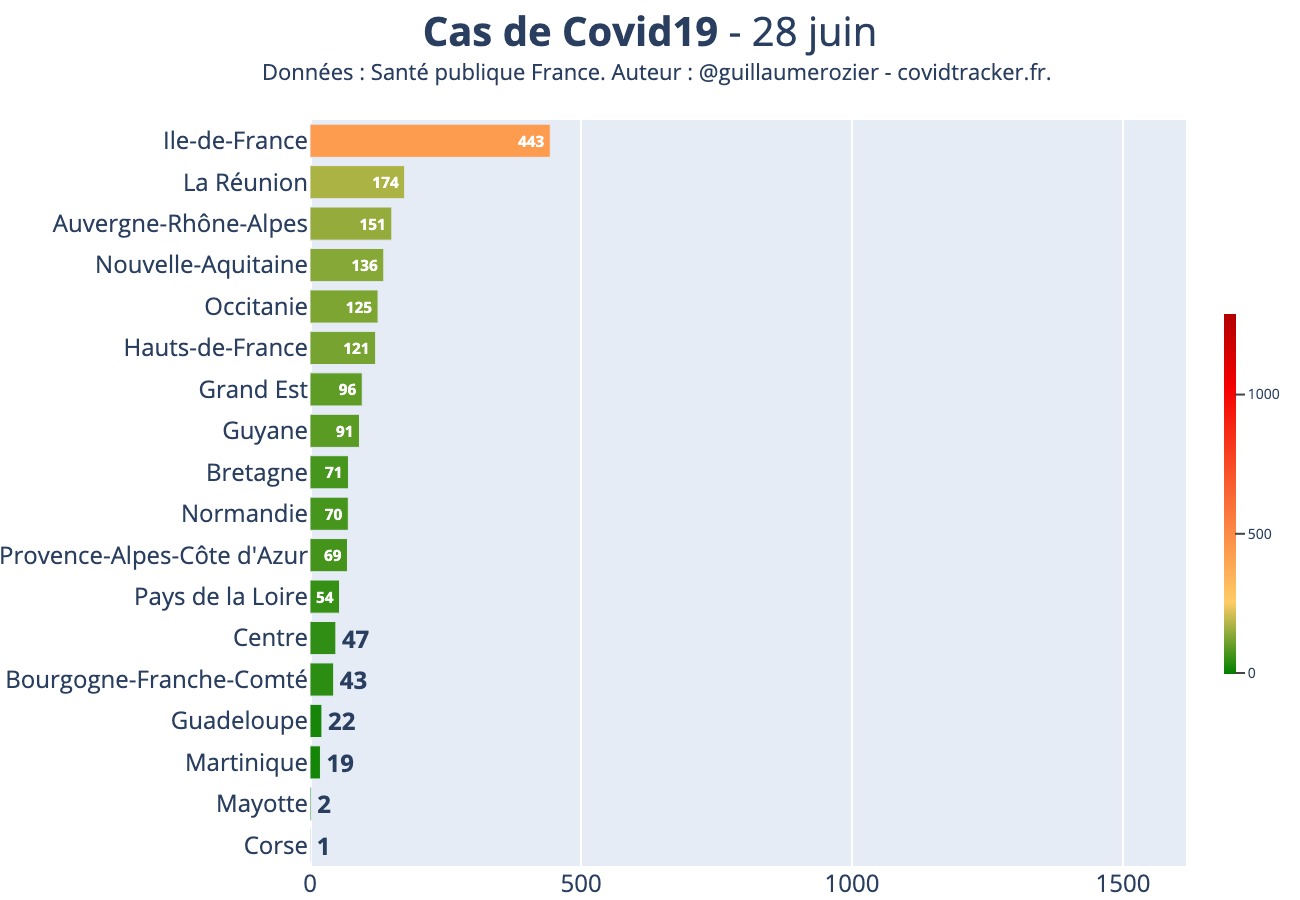 Cas de Covid19 - 28 juin
Données : Santé publique France. Auteur : @guillaumerozier - covidtracker.fr.
Ile-de-France 443
La Réunion 174
Auvergne-Rhône-Alpes 151
Nouvelle-Aquitaine 136
Occitanie 125
Hauts-de-France 121
Grand Est 96
Guyane 91
Bretagne 71
Normandie 70
Provence-Alpes-Côte d'Azur 69
Pays de la Loire 54
Centre 47
Bourgogne-Franche-Comté 43
Guadeloupe 22
Martinique 19
Mayotte 2
Corse 1
0 500 1000 1500
1000
500
0